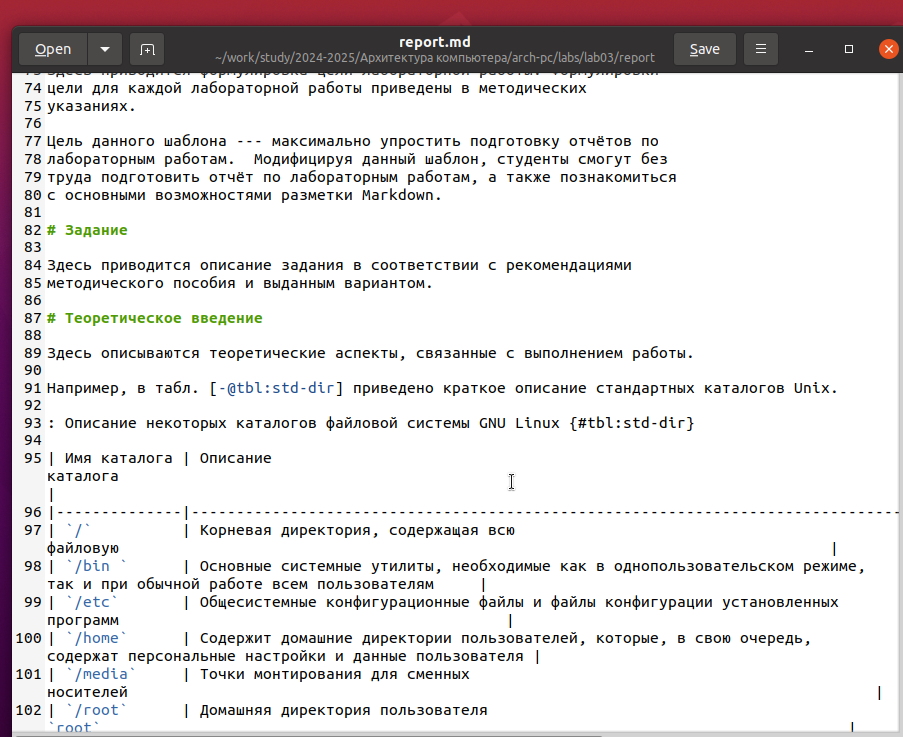 Open
report.md
~/work/study/2024-2025/Архитектура компьютера/arch-pc/labs/lab03/report
Save
73 Здесь приводится формулировка цели лабораторной работы. Формулировки
74 цели для каждой лабораторной работы приведены в методических
75 указаниях.
76
77 Цель данного шаблона --- максимально упростить подготовку отчётов по
78 лабораторным работам.  Модифицируя данный шаблон, студенты смогут без
79 труда подготовить отчёт по лабораторным работам, а также познакомиться
80 с основными возможностями разметки Markdown.
81
82 # Задание
83
84 Здесь приводится описание задания в соответствии с рекомендациями
85 методического пособия и выданным вариантом.
86
87 # Теоретическое введение
88
89 Здесь описываются теоретические аспекты, связанные с выполнением работы.
90
91 Например, в табл. [-@tbl:std-dir] приведено краткое описание стандартных каталогов Unix.
92
93 : Описание некоторых каталогов файловой системы GNU Linux {#tbl:std-dir}
94
95 | Имя каталога | Описание
каталога
|
96 |--------------|-------------------------------------------------------------------------------
97 | `/`          | Корневая директория, содержащая всю
файловую |
98 | `/bin `      | Основные системные утилиты, необходимые как в однопользовательском режиме,
так и при обычной работе всем пользователям |
99 | `/etc`       | Общесистемные конфигурационные файлы и файлы конфигурации установленных
программ |
100 | `/home`      | Содержит домашние директории пользователей, которые, в свою очередь,
содержат персональные настройки и данные пользователя |
101 | `/media`     | Точки монтирования для сменных
носителей |
102 | `/root`      | Домашняя директория пользователя
`root` |